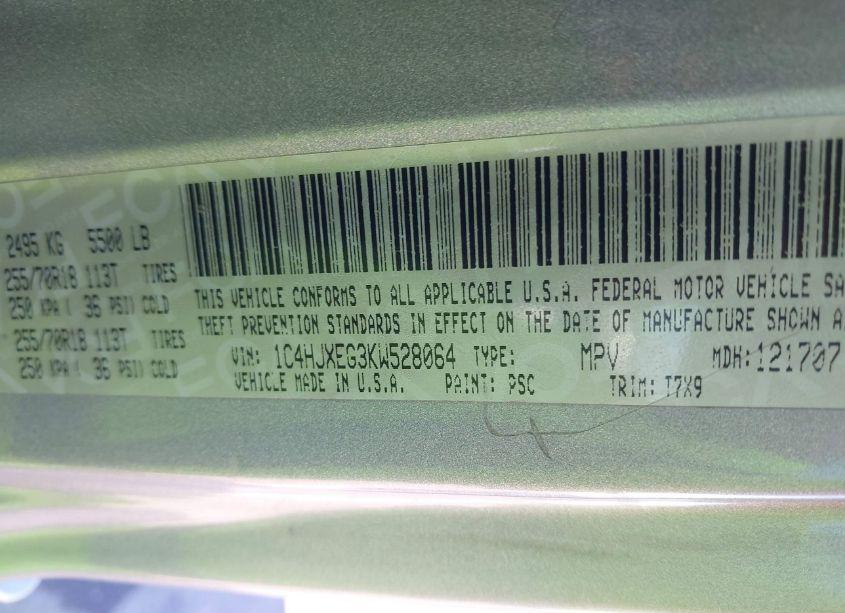 2495 KG 5500 LB
255/70R18 113T TIRES
250 KPA ( 36 PSI) COLD
255/70R18 113T TIRES
250 KPA ( 36 PSI) COLD
THIS VEHICLE CONFORMS TO ALL APPLICABLE U.S.A. FEDERAL MOTOR VEHICLE SA
THEFT PREVENTION STANDARDS IN EFFECT ON THE DATE OF MANUFACTURE SHOWN A
VIN: 1C4HJXEG3KW528064 TYPE: MPV MDH:121707
VEHICLE MADE IN U.S.A. PAINT: PSC TRIM: T7X9